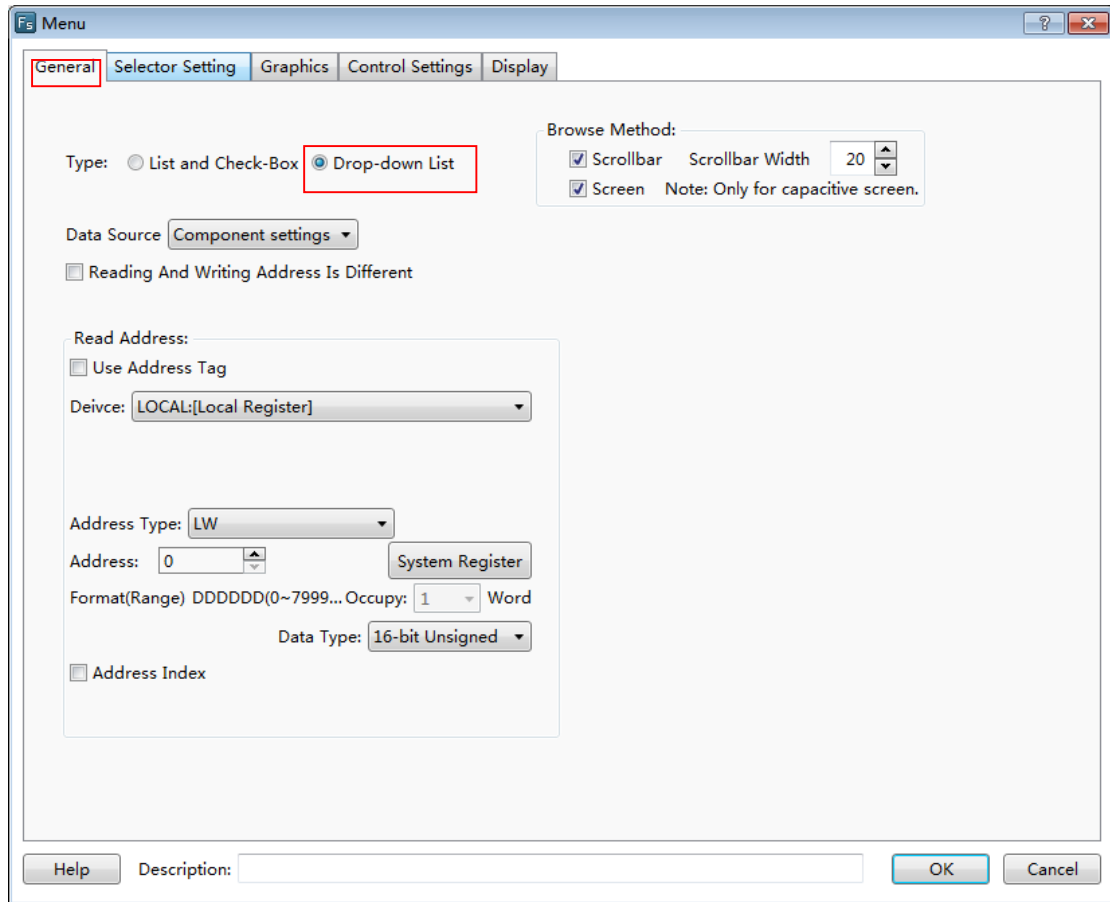 Fs Menu
General Selector Setting Graphics Control Settings Display
Browse Method:
Type: List and Check-Box Drop-down List
Scrollbar Scrollbar Width 20
Screen Note: Only for capacitive screen.
Data Source Component settings
Reading And Writing Address Is Different
Read Address:
Use Address Tag
Deivce: LOCAL:[Local Register]
Address Type: LW
Address: 0 System Register
Format(Range) DDDDDD(0~7999... Occupy: 1 Word
Data Type: 16-bit Unsigned
Address Index
Help Description: OK Cancel